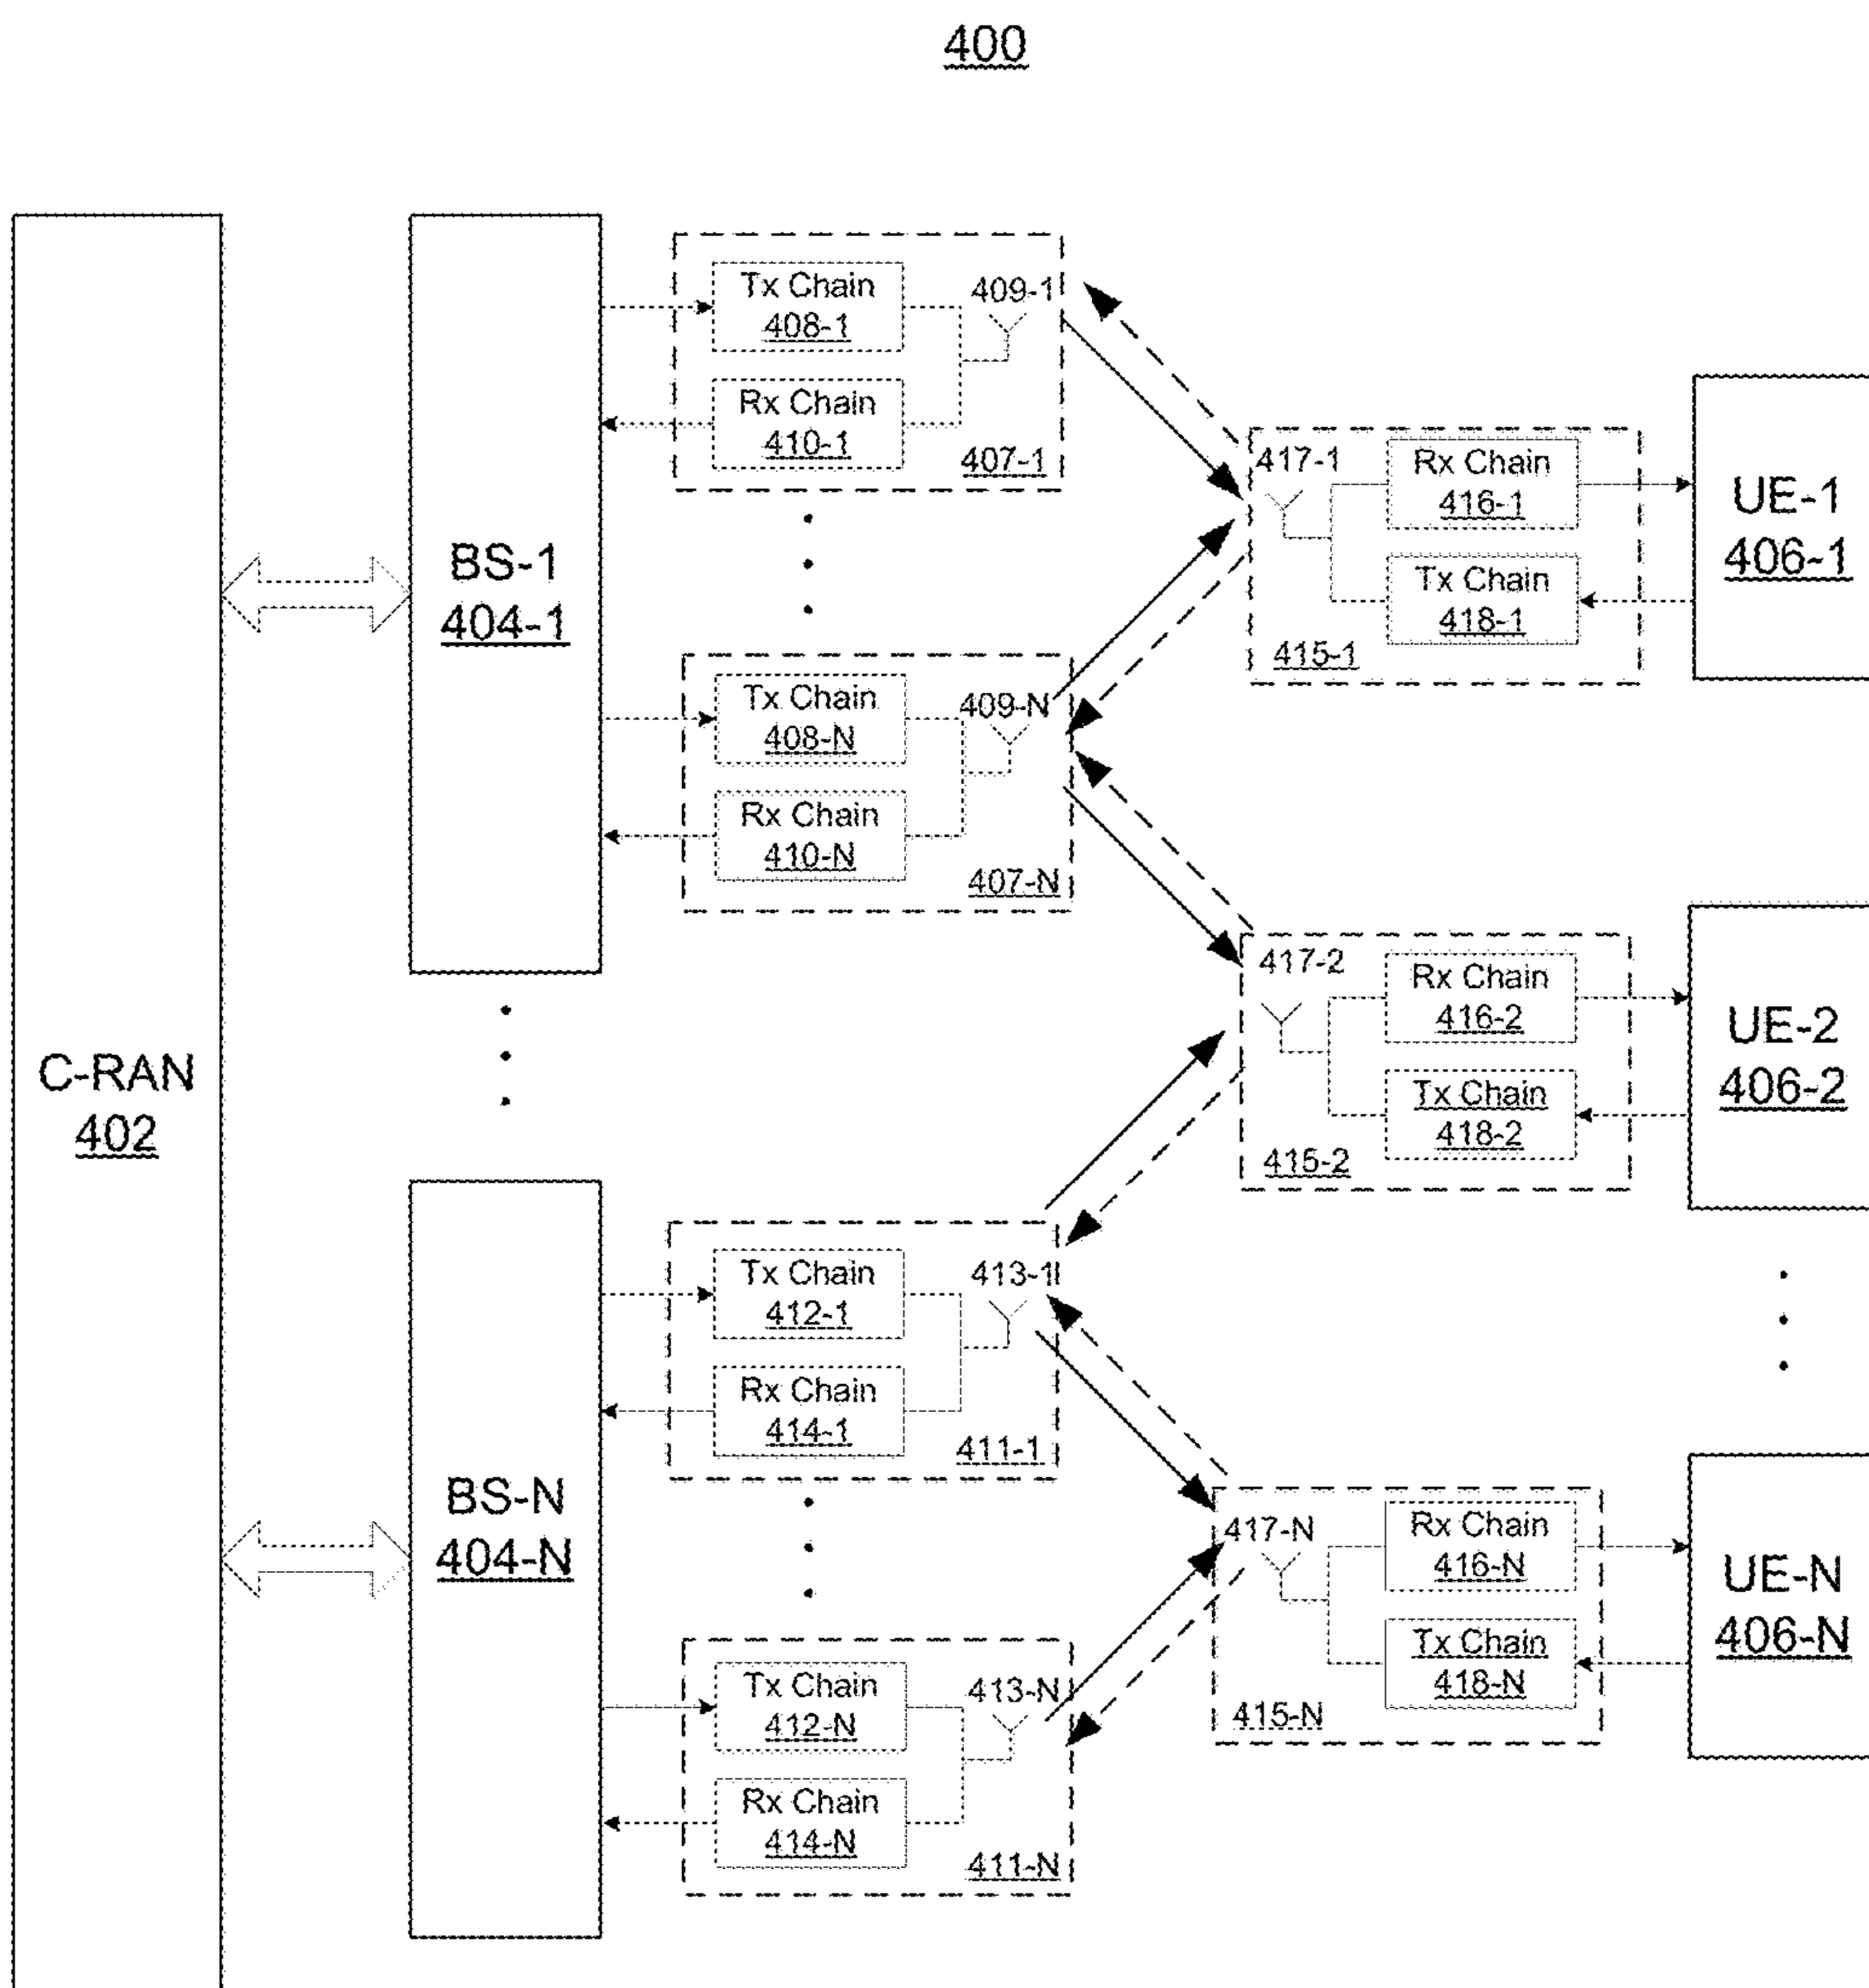 400
C-RAN
402
BS-1
404-1
Tx Chain
408-1
409-1
Rx Chain
410-1
407-1
Tx Chain
408-N
409-N
Rx Chain
410-N
407-N
417-1
Rx Chain
416-1
Tx Chain
418-1
415-1
UE-1
406-1
417-2
Rx Chain
416-2
Tx Chain
418-2
415-2
UE-2
406-2
BS-N
404-N
Tx Chain
412-1
413-1
Rx Chain
414-1
411-1
Tx Chain
412-N
413-N
Rx Chain
414-N
411-N
417-N
Rx Chain
416-N
Tx Chain
418-N
415-N
UE-N
406-N